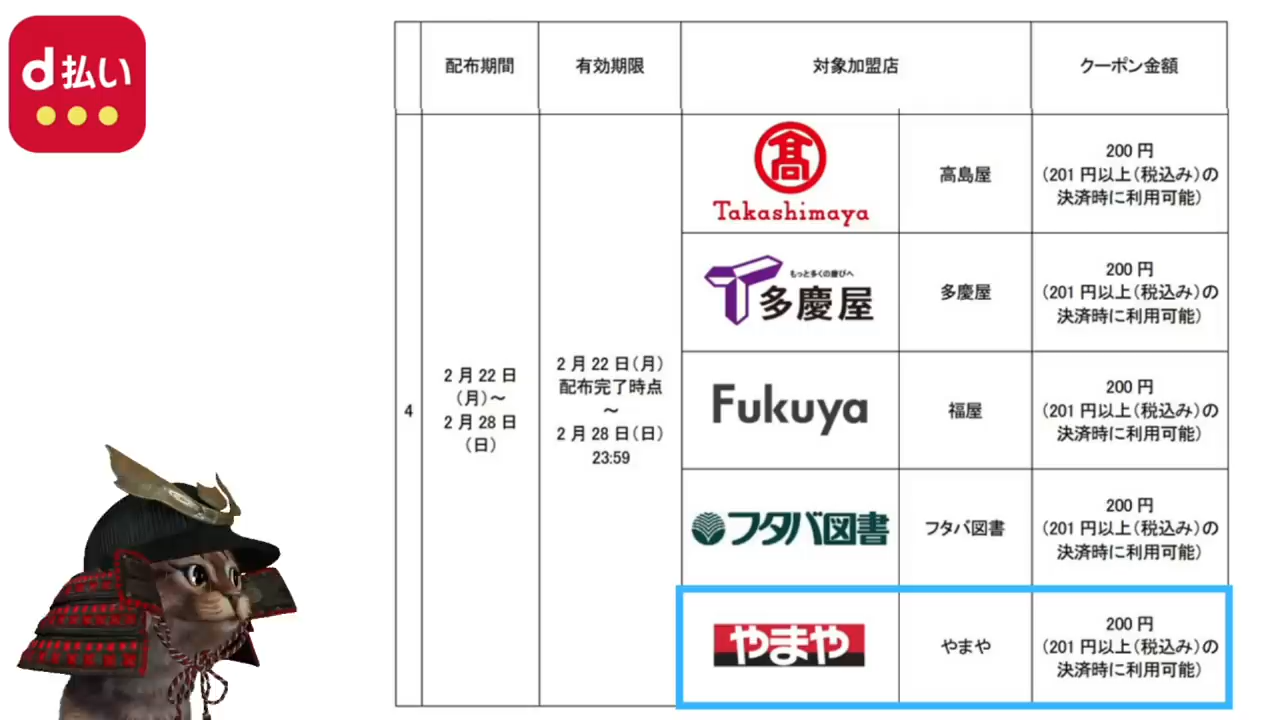 d払い
配布期間
有効期限
対象加盟店
クーポン金額
4
2月22日
(月)～
2月28日
(日)
2月22日(月)
配布完了時点
～
2月28日(日)
23:59
髙
Takashimaya
高島屋
200円
(201円以上(税込み)の
決済時に利用可能)
もっと多くの慶びへ
多慶屋
多慶屋
200円
(201円以上(税込み)の
決済時に利用可能)
Fukuya
福屋
200円
(201円以上(税込み)の
決済時に利用可能)
フタバ図書
フタバ図書
200円
(201円以上(税込み)の
決済時に利用可能)
やまや
やまや
200円
(201円以上(税込み)の
決済時に利用可能)